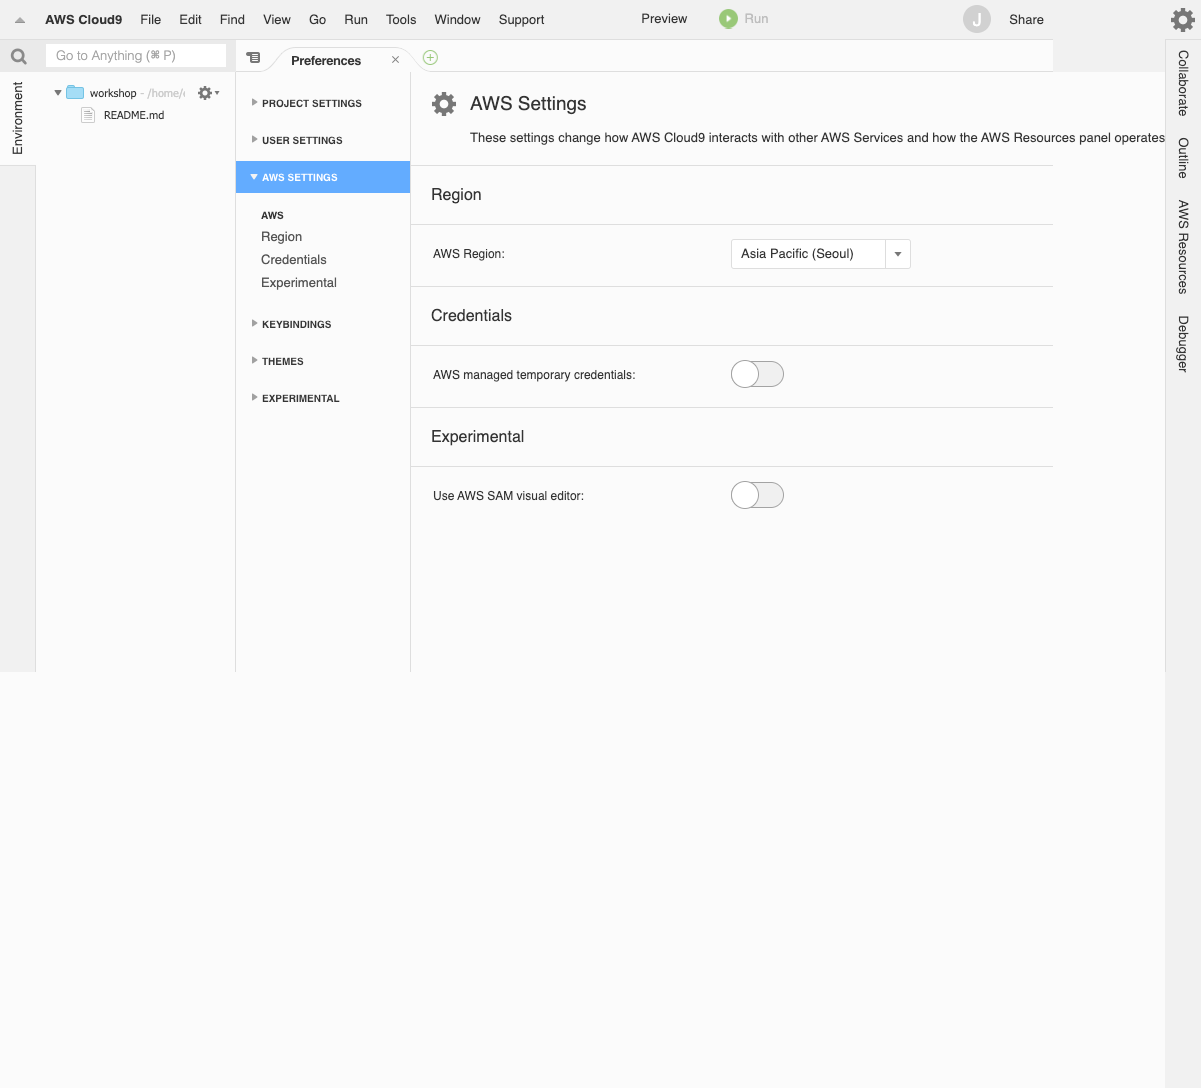 AWS Cloud9 File Edit Find View Go Run Tools Window Support Preview Run J Share
Go to Anything (⌘ P)
Preferences
Environment
workshop - /home/
README.md
PROJECT SETTINGS
USER SETTINGS
AWS SETTINGS
AWS
Region
Credentials
Experimental
KEYBINDINGS
THEMES
EXPERIMENTAL
AWS Settings
These settings change how AWS Cloud9 interacts with other AWS Services and how the AWS Resources panel operates
Region
AWS Region: Asia Pacific (Seoul)
Credentials
AWS managed temporary credentials:
Experimental
Use AWS SAM visual editor:
Collaborate
Outline
AWS Resources
Debugger